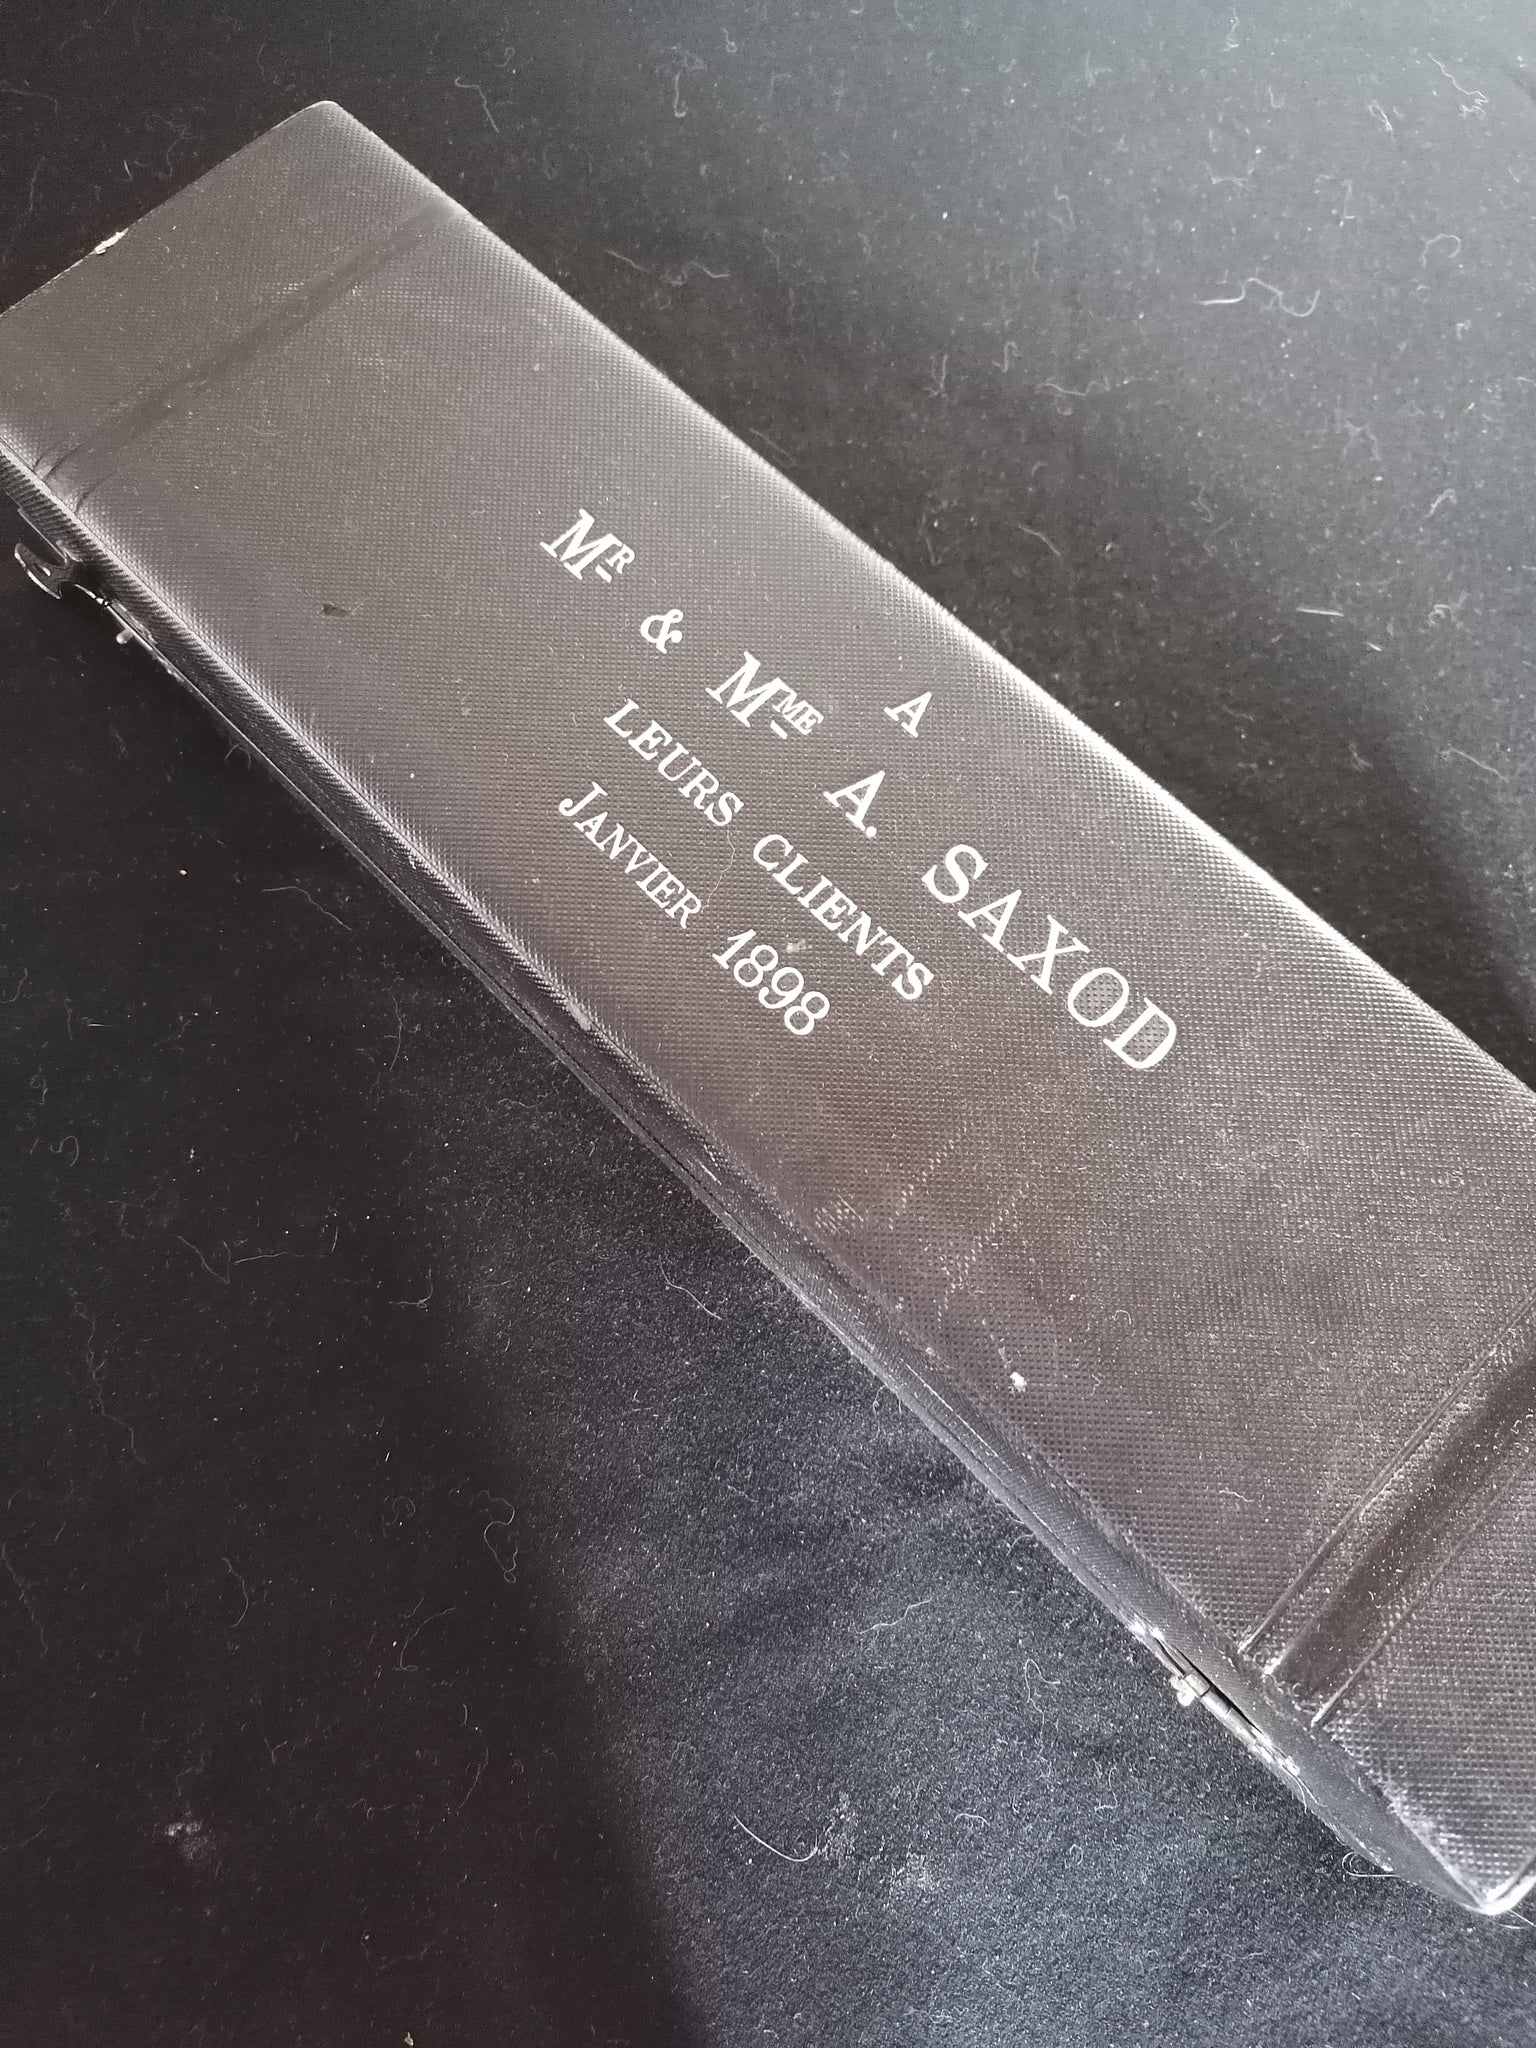 A
Mᴿ & Mᴹᴱ A. SAXOD
LEURS CLIENTS
JANVIER 1898